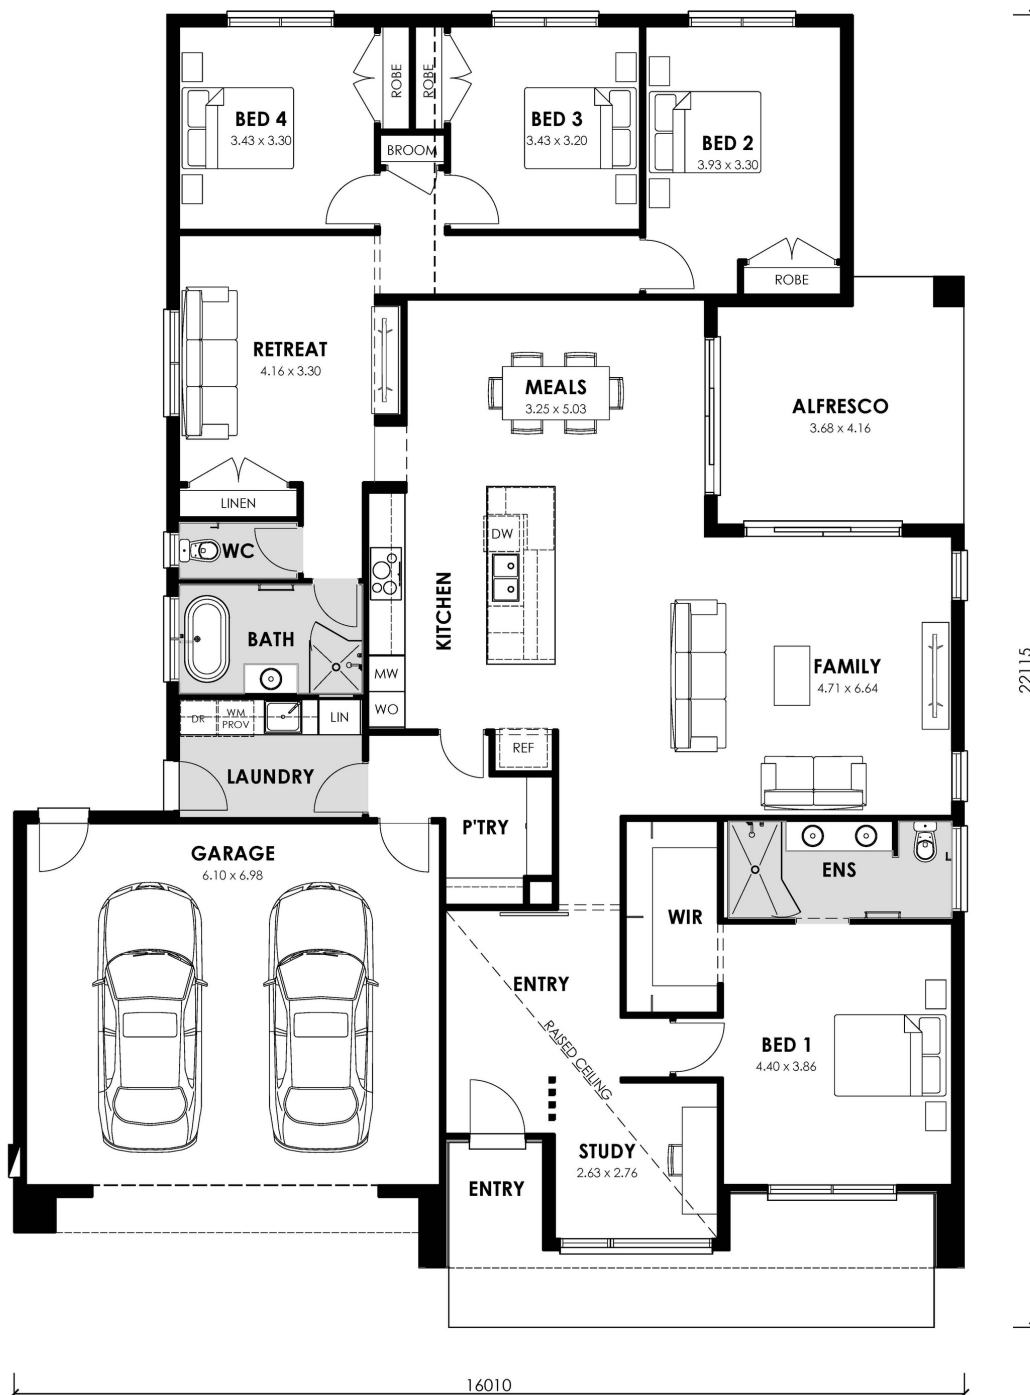 ROBE
ROBE
BED 4
3.43 x 3.30
BED 3
3.43 x 3.20
BED 2
3.93 x 3.30
BROOM
ROBE
RETREAT
4.16 x 3.30
MEALS
3.25 x 5.03
ALFRESCO
3.68 x 4.16
LINEN
WC
DW
KITCHEN
BATH
FAMILY
4.71 x 6.64
22115
MW
WO
DR
WM
PROV
LIN
REF
LAUNDRY
P'TRY
GARAGE
6.10 x 6.98
ENS
WIR
ENTRY
RAISED CEILING
BED 1
4.40 x 3.86
STUDY
2.63 x 2.76
ENTRY
16010